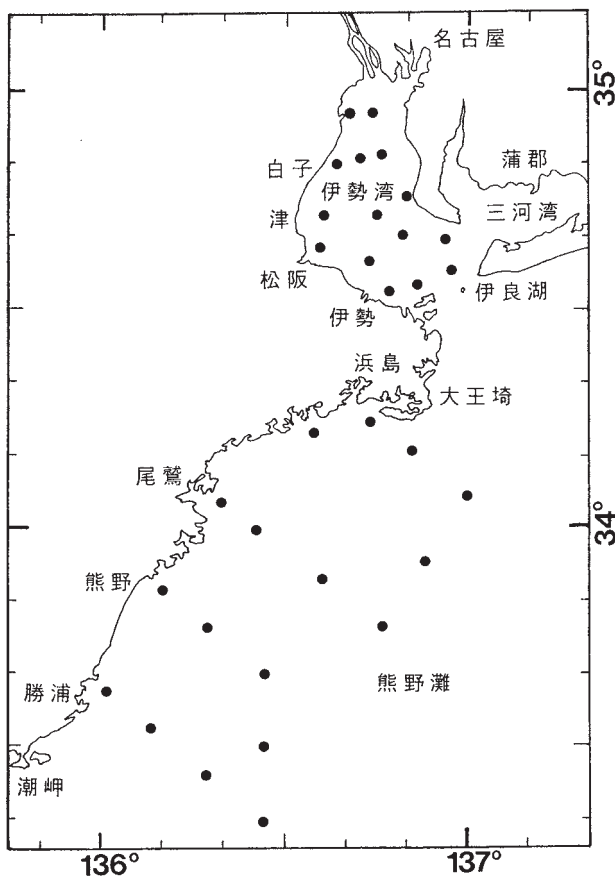 名古屋
35°
蒲郡
白子
伊勢湾
三河湾
津
松阪
伊良湖
伊勢
浜島
大王埼
尾鷲
34°
熊野
熊野灘
勝浦
潮岬
136°
137°